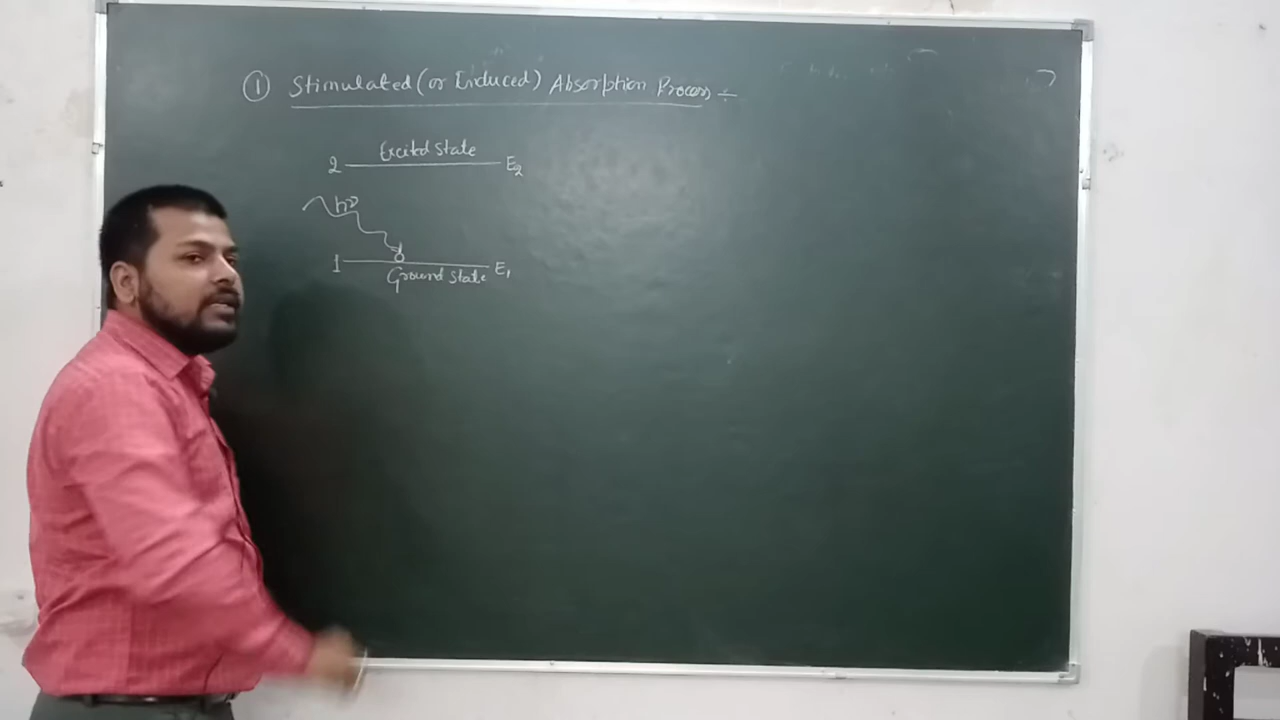 ① Stimulated (or Induced) Absorption Process ÷
Excited State
2 E₂
hν
1 E₁
Ground State